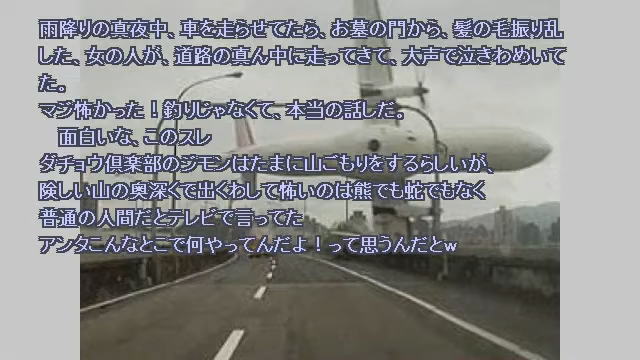 雨降りの真夜中、車を走らせてたら、お墓の門から、髪の毛振り乱
した、女の人が、道路の真ん中に走ってきて、大声で泣きわめいて
た。
マジ怖かった！釣りじゃなくて、本当の話しだ。
　面白いな、このスレ
ダチョウ倶楽部のジモンはたまに山ごもりをするらしいが、
険しい山の奥深くで出くわして怖いのは熊でも蛇でもなく
普通の人間だとテレビで言ってた
アンタこんなとこで何やってんだよ！って思うんだとw